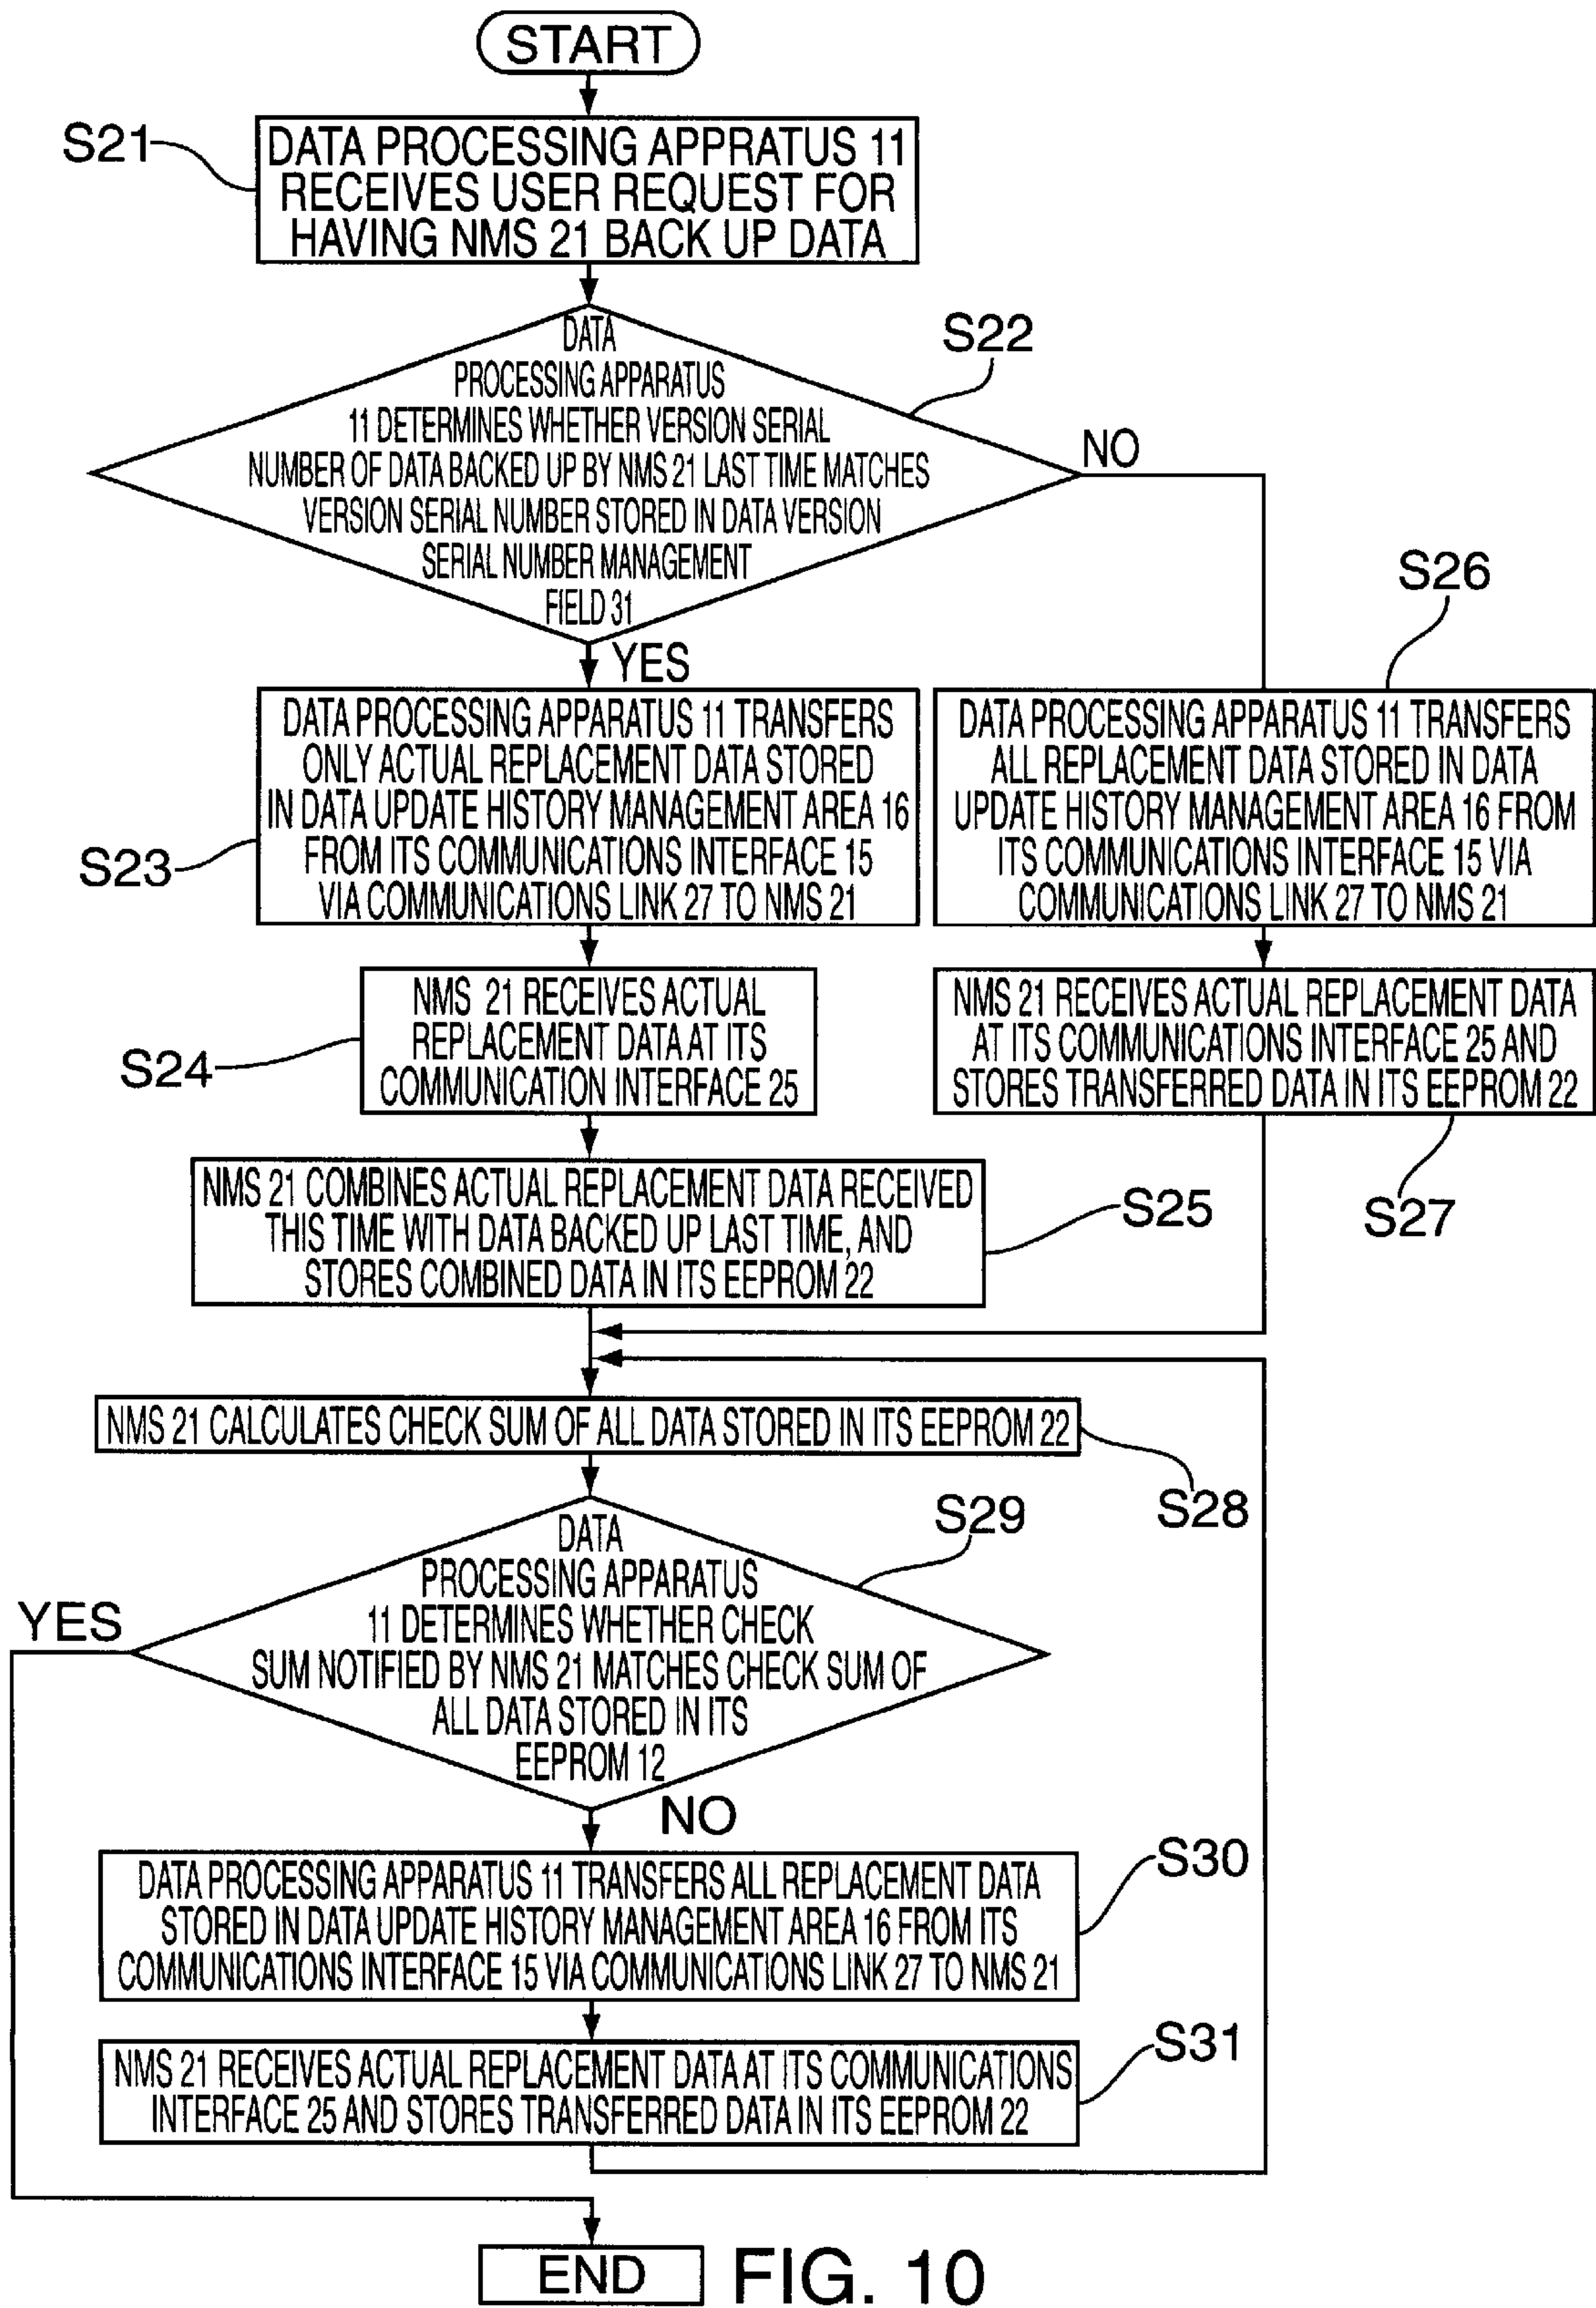 START
S21
DATA PROCESSING APPRATUS 11
RECEIVES USER REQUEST FOR
HAVING NMS 21 BACK UP DATA
S22
DATA
PROCESSING APPARATUS
11 DETERMINES WHETHER VERSION SERIAL
NUMBER OF DATA BACKED UP BY NMS 21 LAST TIME MATCHES
VERSION SERIAL NUMBER STORED IN DATA VERSION
SERIAL NUMBER MANAGEMENT
FIELD 31
NO
YES
S23
DATA PROCESSING APPARATUS 11 TRANSFERS
ONLY ACTUAL REPLACEMENT DATA STORED
IN DATA UPDATE HISTORY MANAGEMENT AREA 16
FROM ITS COMMUNICATIONS INTERFACE 15
VIA COMMUNICATIONS LINK 27 TO NMS 21
S26
DATA PROCESSING APPARATUS 11 TRANSFERS
ALL REPLACEMENT DATA STORED IN DATA
UPDATE HISTORY MANAGEMENT AREA 16 FROM
ITS COMMUNICATIONS INTERFACE 15 VIA
COMMUNICATIONS LINK 27 TO NMS 21
S24
NMS 21 RECEIVES ACTUAL
REPLACEMENT DATA AT ITS
COMMUNICATION INTERFACE 25
NMS 21 RECEIVES ACTUAL REPLACEMENT DATA
AT ITS COMMUNICATIONS INTERFACE 25 AND
STORES TRANSFERRED DATA IN ITS EEPROM 22
S27
NMS 21 COMBINES ACTUAL REPLACEMENT DATA RECEIVED
THIS TIME WITH DATA BACKED UP LAST TIME, AND
STORES COMBINED DATA IN ITS EEPROM 22
S25
NMS 21 CALCULATES CHECK SUM OF ALL DATA STORED IN ITS EEPROM 22
S28
S29
DATA
PROCESSING APPARATUS
11 DETERMINES WHETHER CHECK
SUM NOTIFIED BY NMS 21 MATCHES CHECK SUM OF
ALL DATA STORED IN ITS
EEPROM 12
YES
NO
DATA PROCESSING APPARATUS 11 TRANSFERS ALL REPLACEMENT DATA
STORED IN DATA UPDATE HISTORY MANAGEMENT AREA 16 FROM ITS
COMMUNICATIONS INTERFACE 15 VIA COMMUNICATIONS LINK 27 TO NMS 21
S30
NMS 21 RECEIVES ACTUAL REPLACEMENT DATA AT ITS COMMUNICATIONS
INTERFACE 25 AND STORES TRANSFERRED DATA IN ITS EEPROM 22
S31
END
FIG. 10